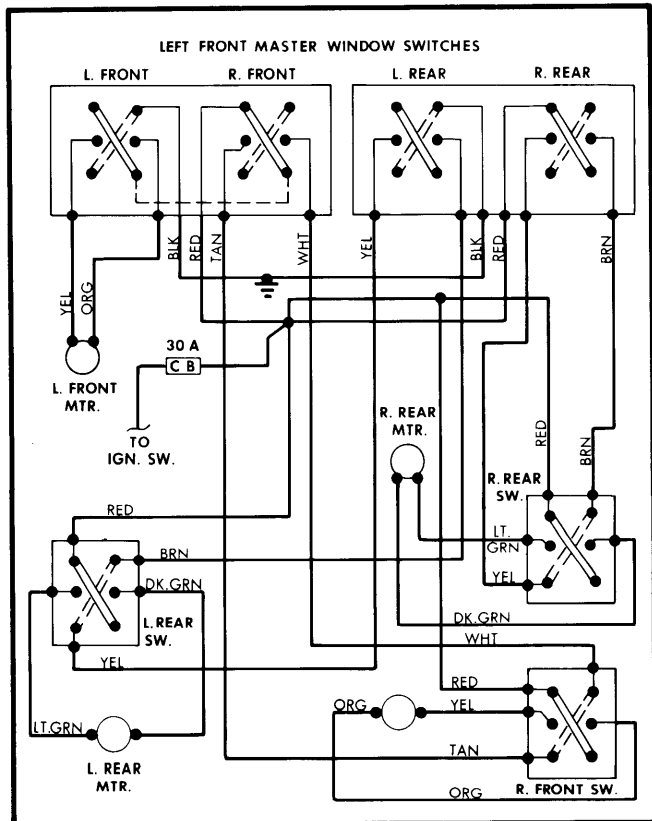 LEFT FRONT MASTER WINDOW SWITCHES
L. FRONT
R. FRONT
L. REAR
R. REAR
YEL
ORG
BLK
RED
TAN
WHT
YEL
BLK
RED
BRN
L. FRONT
MTR.
30 A
C B
TO
IGN. SW.
R. REAR
MTR.
RED
BRN
R. REAR
SW.
LT.
GRN
YEL
DK.GRN
RED
BRN
DK.GRN
L. REAR
SW.
YEL
LT.GRN
L. REAR
MTR.
WHT
RED
ORG
YEL
TAN
ORG
R. FRONT SW.